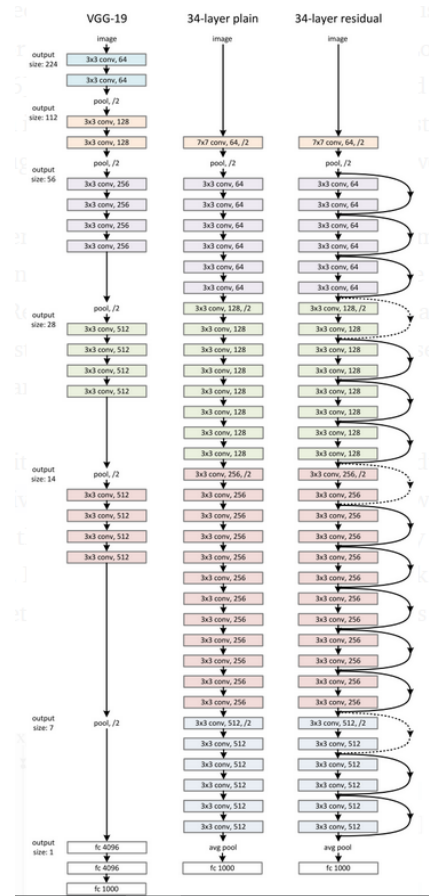 VGG-19
34-layer plain
34-layer residual
output
size: 224
output
size: 112
output
size: 56
output
size: 28
output
size: 14
output
size: 7
output
size: 1
image
3x3 conv, 64
3x3 conv, 64
pool, /2
3x3 conv, 128
3x3 conv, 128
pool, /2
3x3 conv, 256
3x3 conv, 256
3x3 conv, 256
3x3 conv, 256
pool, /2
3x3 conv, 512
3x3 conv, 512
3x3 conv, 512
3x3 conv, 512
pool, /2
3x3 conv, 512
3x3 conv, 512
3x3 conv, 512
3x3 conv, 512
pool, /2
fc 4096
fc 4096
fc 1000
image
7x7 conv, 64, /2
pool, /2
3x3 conv, 64
3x3 conv, 64
3x3 conv, 64
3x3 conv, 64
3x3 conv, 64
3x3 conv, 64
3x3 conv, 128, /2
3x3 conv, 128
3x3 conv, 128
3x3 conv, 128
3x3 conv, 128
3x3 conv, 128
3x3 conv, 128
3x3 conv, 128
3x3 conv, 256, /2
3x3 conv, 256
3x3 conv, 256
3x3 conv, 256
3x3 conv, 256
3x3 conv, 256
3x3 conv, 256
3x3 conv, 256
3x3 conv, 256
3x3 conv, 256
3x3 conv, 256
3x3 conv, 256
3x3 conv, 512, /2
3x3 conv, 512
3x3 conv, 512
3x3 conv, 512
3x3 conv, 512
3x3 conv, 512
avg pool
fc 1000
image
7x7 conv, 64, /2
pool, /2
3x3 conv, 64
3x3 conv, 64
3x3 conv, 64
3x3 conv, 64
3x3 conv, 64
3x3 conv, 64
3x3 conv, 128, /2
3x3 conv, 128
3x3 conv, 128
3x3 conv, 128
3x3 conv, 128
3x3 conv, 128
3x3 conv, 128
3x3 conv, 128
3x3 conv, 256, /2
3x3 conv, 256
3x3 conv, 256
3x3 conv, 256
3x3 conv, 256
3x3 conv, 256
3x3 conv, 256
3x3 conv, 256
3x3 conv, 256
3x3 conv, 256
3x3 conv, 256
3x3 conv, 256
3x3 conv, 512, /2
3x3 conv, 512
3x3 conv, 512
3x3 conv, 512
3x3 conv, 512
3x3 conv, 512
avg pool
fc 1000